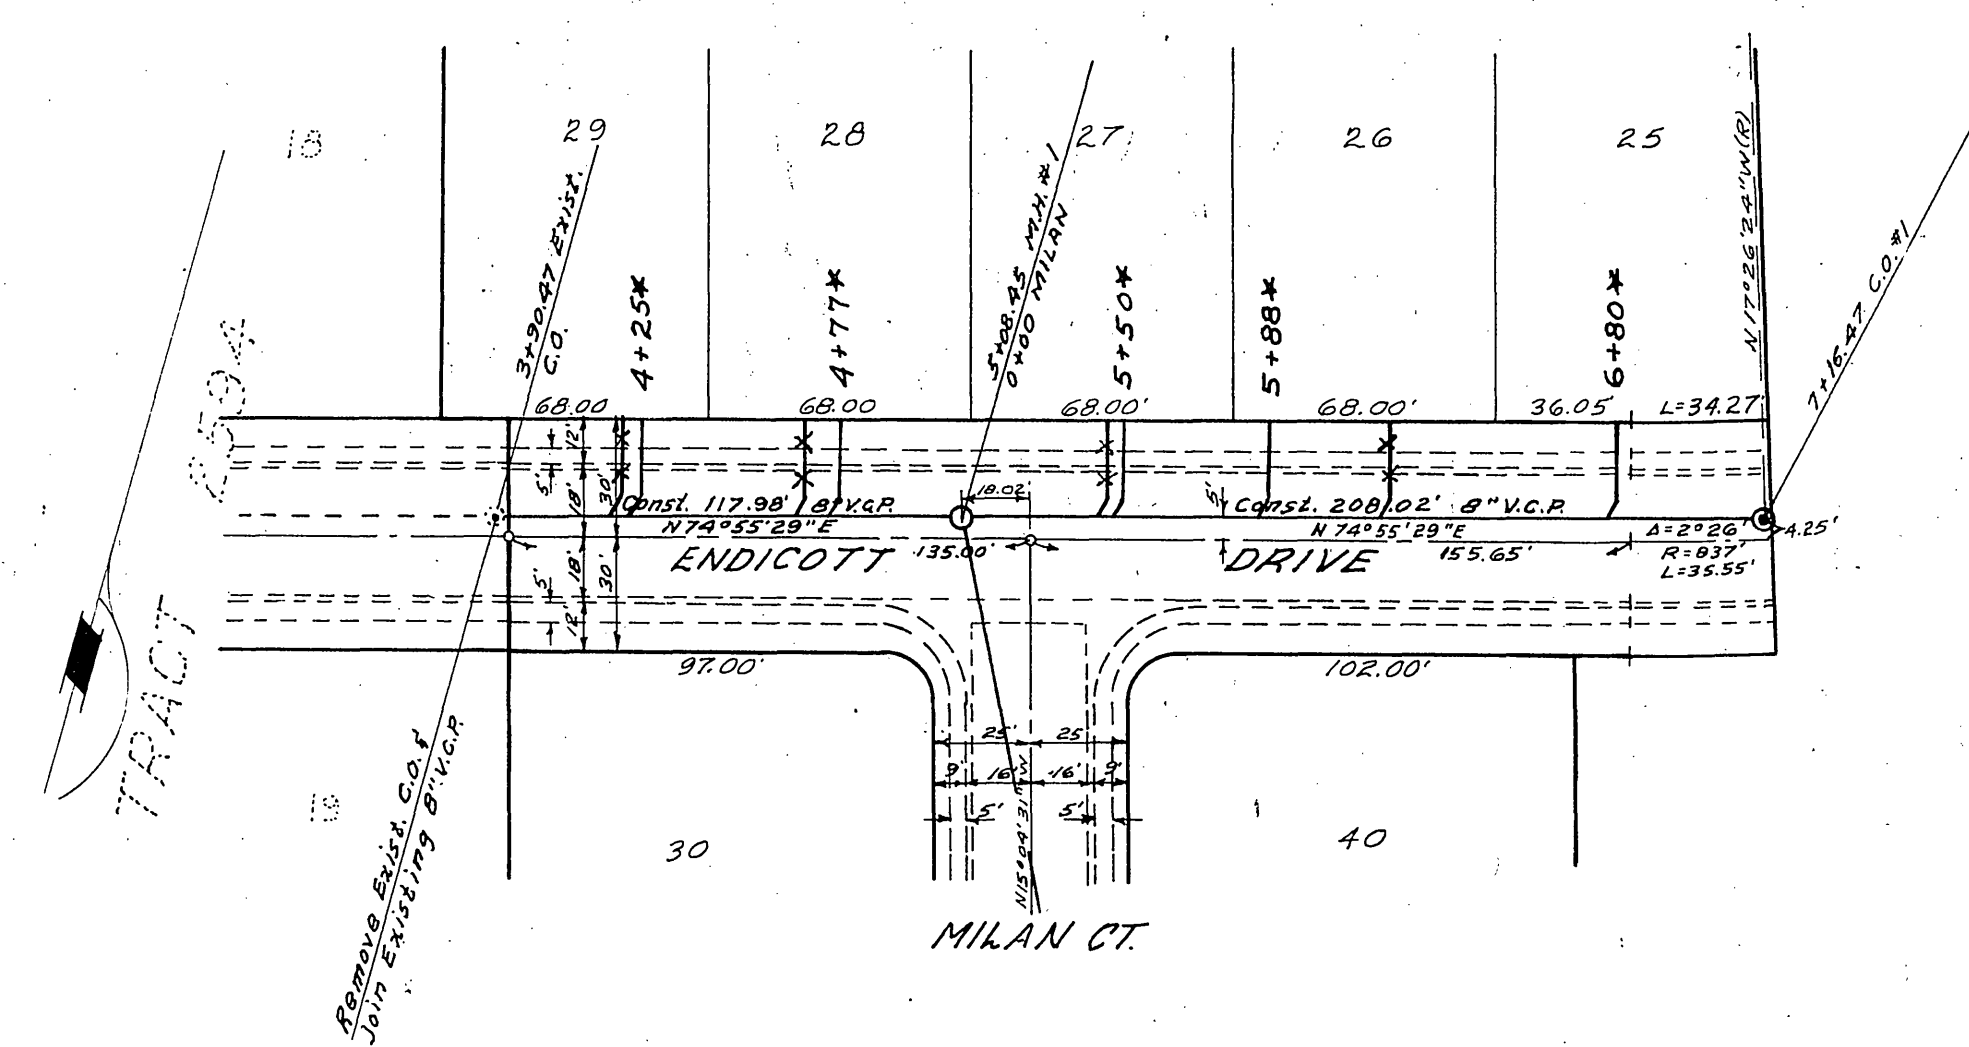 18
29
28
27
26
25
N17°26'24"W(R)
3+90.47 Exist.
C.O.
4+25*
4+77*
5+08.45 M.H.#1
0+00 MILAN
5+50*
5+88*
6+80*
7+16.47 C.O.#1
68.00
68.00
68.00'
68.00'
36.05'
L=34.27'
12'
5'
18'
30'
Const. 117.98' 8" V.C.P.
18.02
5'
Const. 208.02' 8" V.C.P.
N74°55'29"E
N74°55'29"E
Δ=2°26'
4.25'
ENDICOTT
135.00'
DRIVE
155.65'
R=837'
L=35.55'
5'
18'
30'
12'
97.00'
102.00'
TRACT
25'
25
9'
16'
16'
9'
5'
5'
N15°04'31"W
19
30
1
40
Remove Exist. C.O. &
Join Existing 8" V.C.P.
MILAN CT.